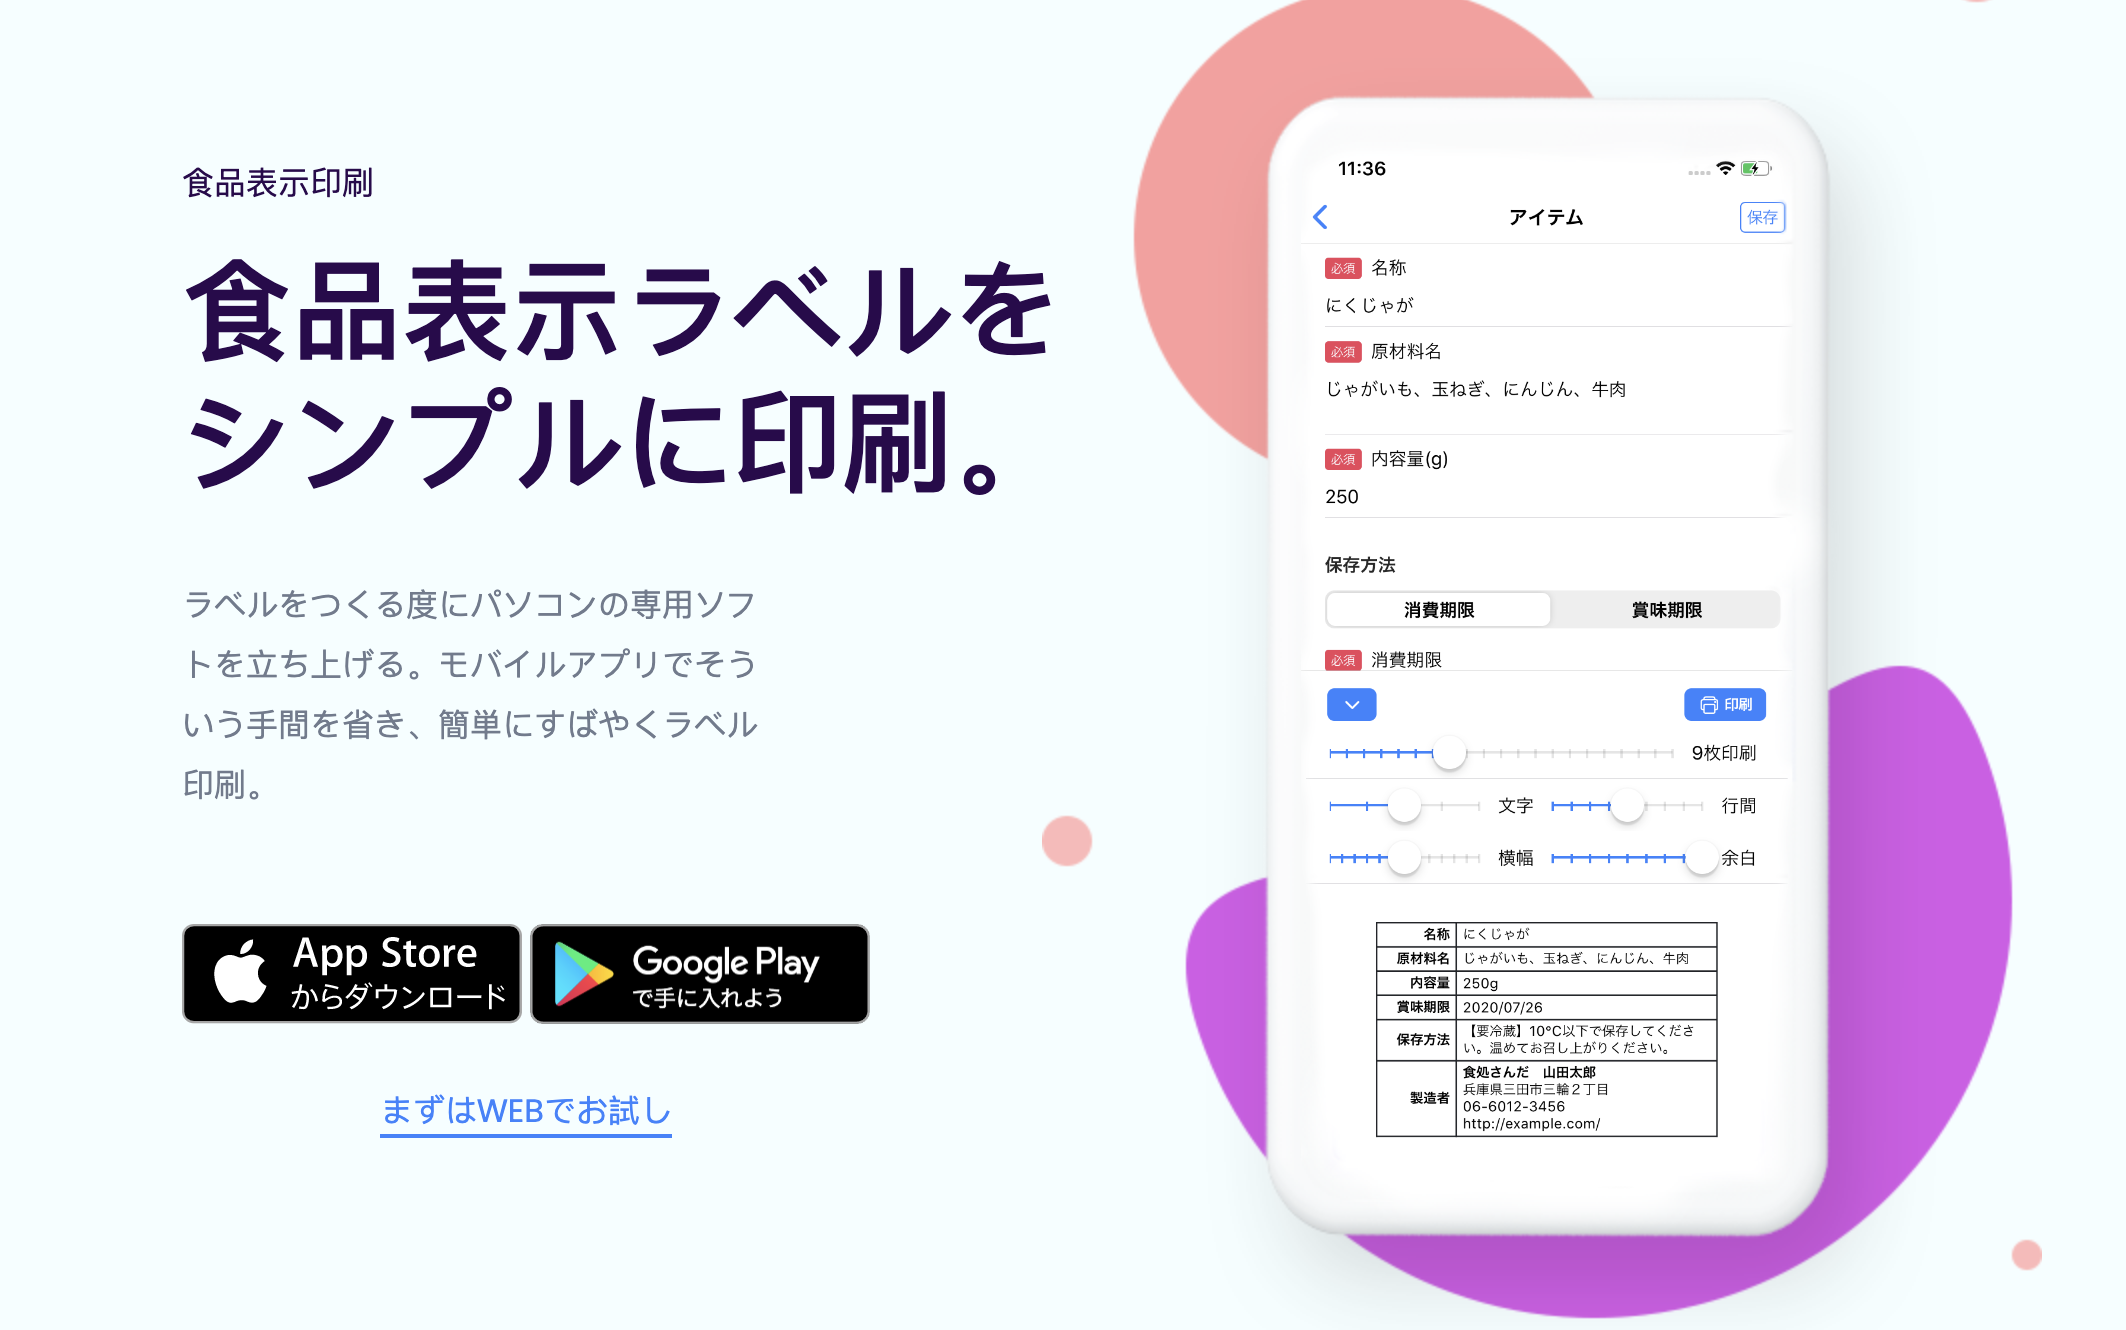 食品表示印刷
食品表示ラベルを
シンプルに印刷。
ラベルをつくる度にパソコンの専用ソフ
トを立ち上げる。モバイルアプリでそう
いう手間を省き、簡単にすばやくラベル
印刷。
App Store
からダウンロード
Google Play
で手に入れよう
まずはWEBでお試し
11:36
アイテム
保存
必須 名称
にくじゃが
必須 原材料名
じゃがいも、玉ねぎ、にんじん、牛肉
必須 内容量(g)
250
保存方法
消費期限 賞味期限
必須 消費期限
印刷
9枚印刷
文字 行間
横幅 余白
名称 にくじゃが
原材料名 じゃがいも、玉ねぎ、にんじん、牛肉
内容量 250g
賞味期限 2020/07/26
保存方法 【要冷蔵】10°C以下で保存してくださ
い。温めてお召し上がりください。
製造者 食処さんだ　山田太郎
兵庫県三田市三輪２丁目
06-6012-3456
http://example.com/